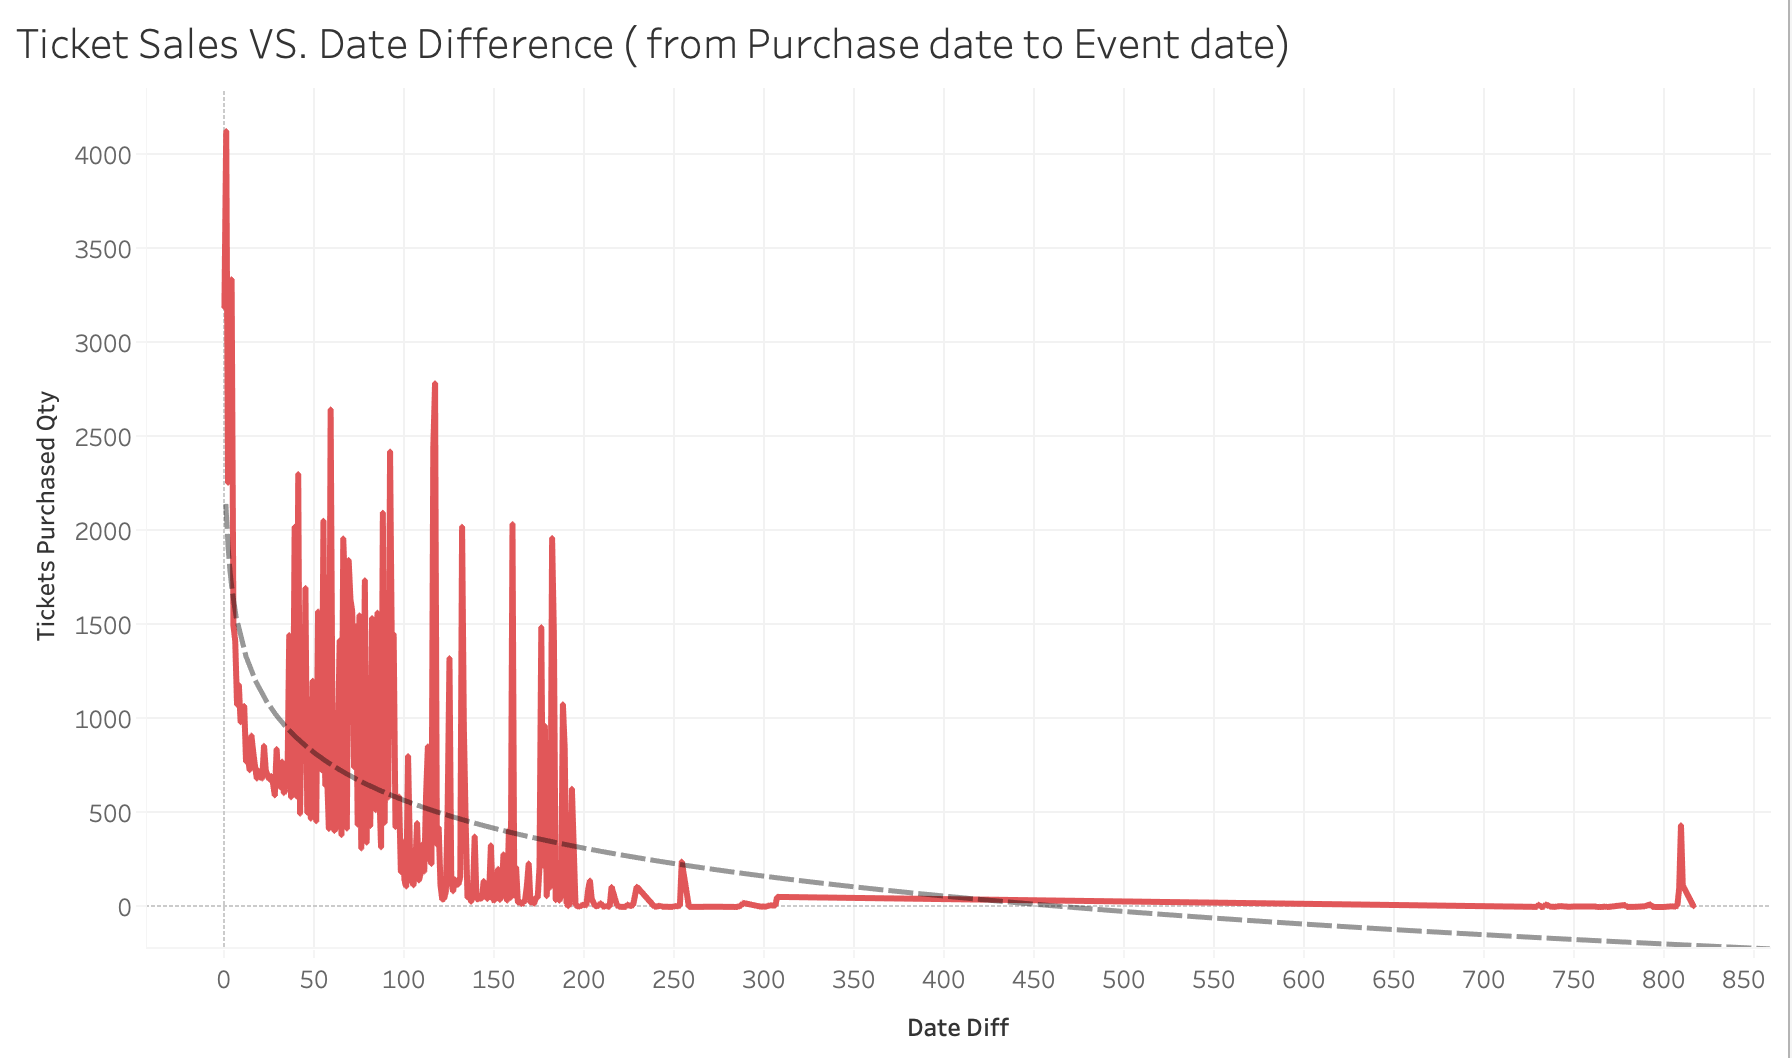 Ticket Sales VS. Date Difference ( from Purchase date to Event date)
Tickets Purchased Qty
4000
3500
3000
2500
2000
1500
1000
500
0
0 50 100 150 200 250 300 350 400 450 500 550 600 650 700 750 800 850
Date Diff